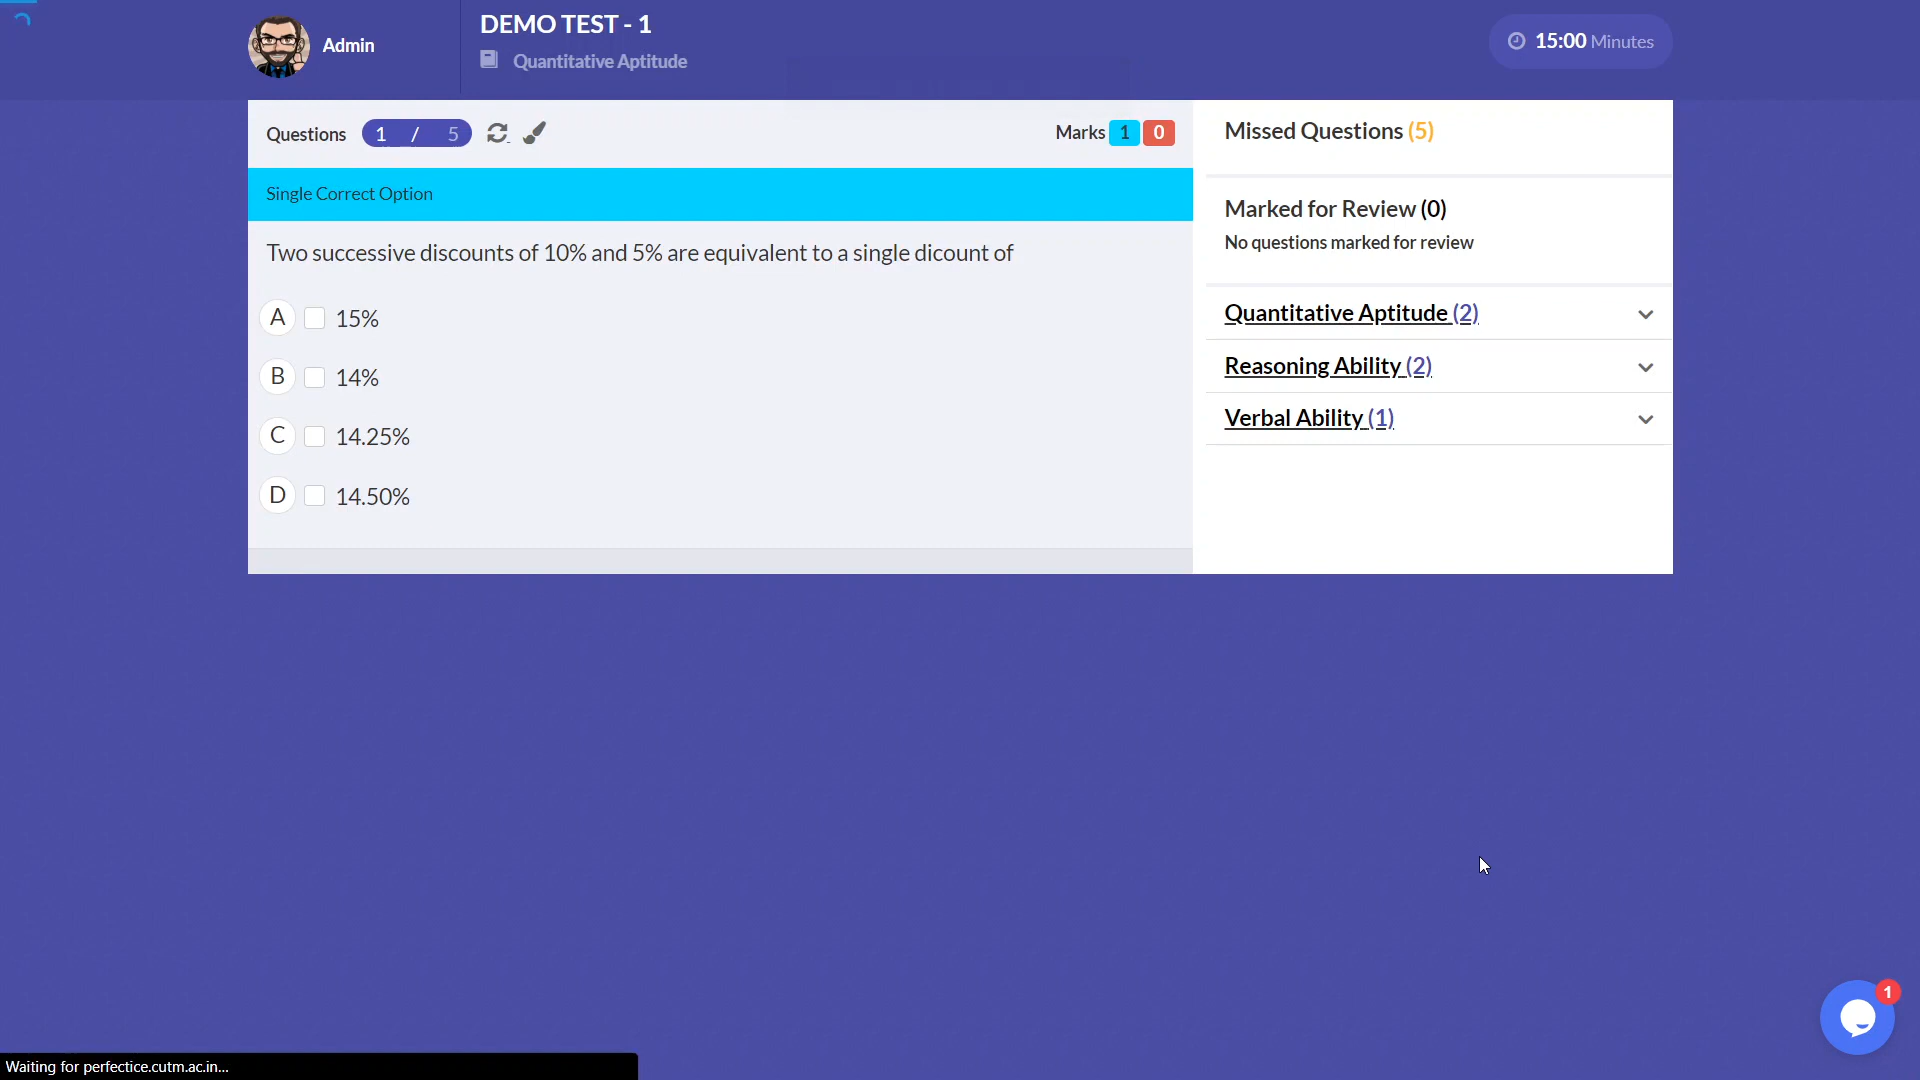 Admin
DEMO TEST - 1
Quantitative Aptitude
15:00 Minutes
Questions 1 / 5
Marks 1 0
Single Correct Option
Two successive discounts of 10% and 5% are equivalent to a single dicount of
A 15%
B 14%
C 14.25%
D 14.50%
Missed Questions (5)
Marked for Review (0)
No questions marked for review
Quantitative Aptitude (2)
Reasoning Ability (2)
Verbal Ability (1)
1
Waiting for perfectice.cutm.ac.in...